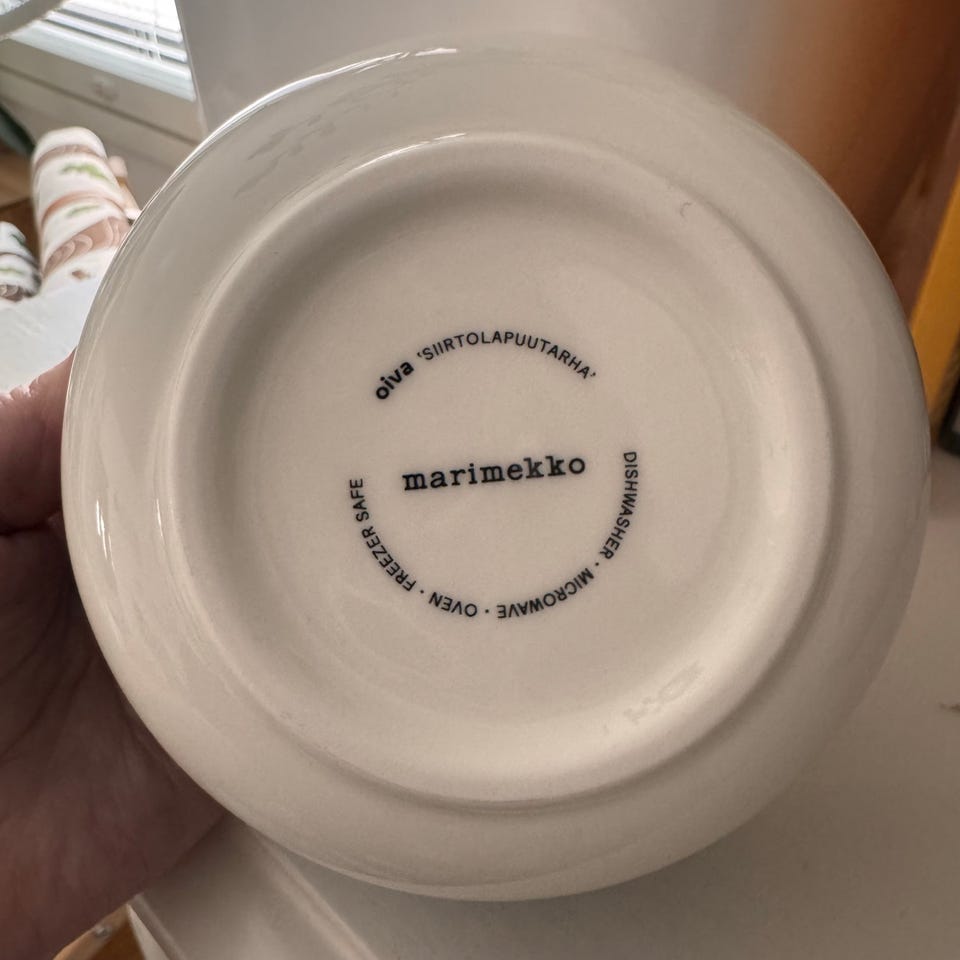 oiva 'SIIRTOLAPUUTARHA'
marimekko
DISHWASHER · MICROWAVE · OVEN · FREEZER SAFE